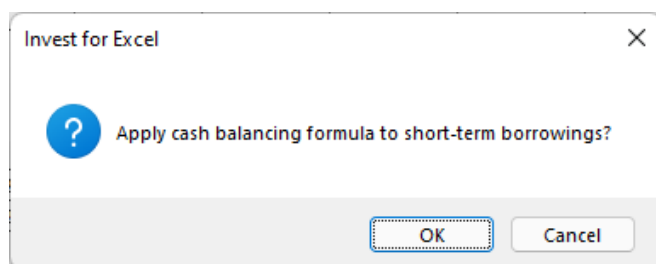 Invest for Excel
Apply cash balancing formula to short-term borrowings?
OK
Cancel